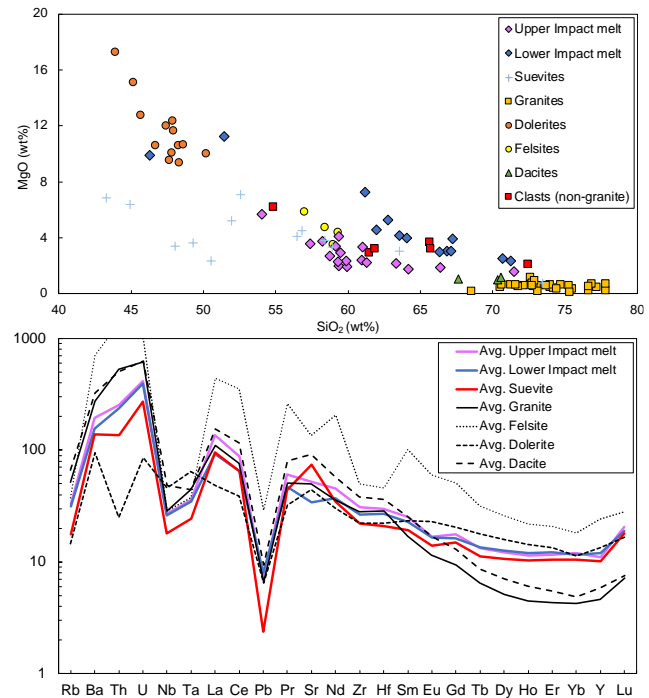 20
16
12
8
4
0
MgO (wt%)
40 45 50 55 60 65 70 75 80
SiO₂ (wt%)
Upper Impact melt
Lower Impact melt
Suevites
Granites
Dolerites
Felsites
Dacites
Clasts (non-granite)
1000
100
10
1
Avg. Upper Impact melt
Avg. Lower Impact melt
Avg. Suevite
Avg. Granite
Avg. Felsite
Avg. Dolerite
Avg. Dacite
Rb Ba Th U Nb Ta La Ce Pb Pr Sr Nd Zr Hf Sm Eu Gd Tb Dy Ho Er Yb Y Lu